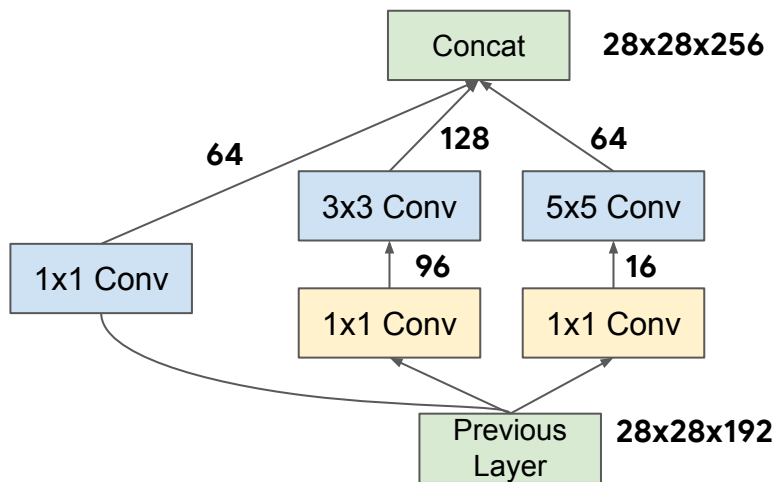 Concat
28x28x256
64
128
64
3x3 Conv
5x5 Conv
1x1 Conv
96
16
1x1 Conv
1x1 Conv
Previous
Layer
28x28x192